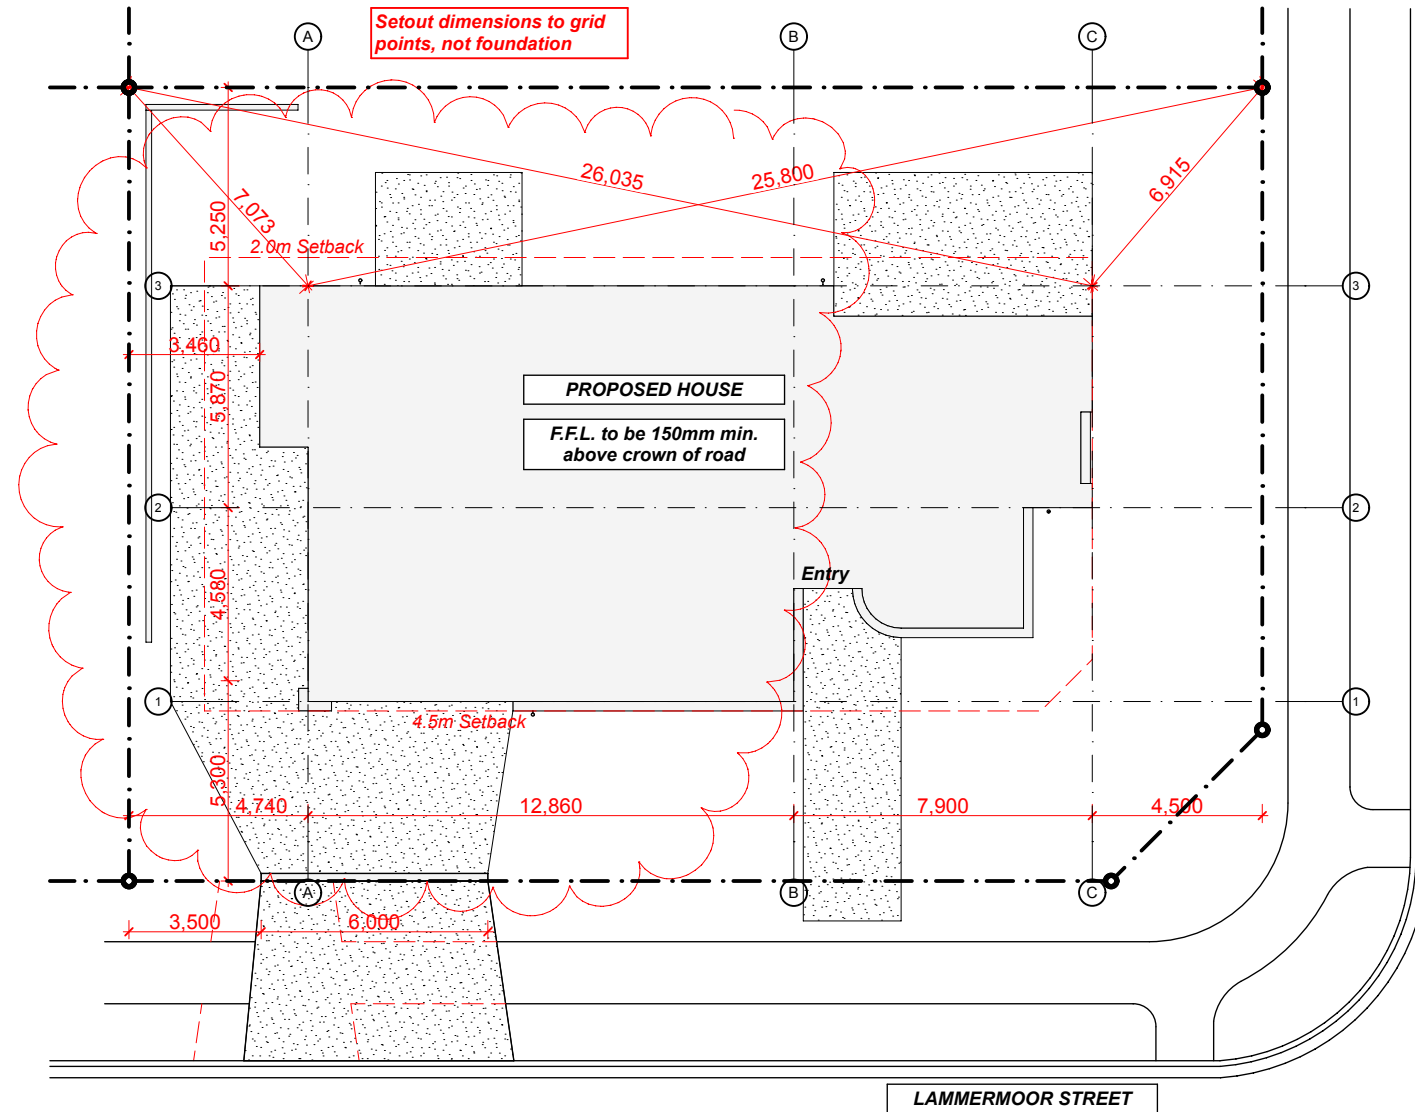 Setout dimensions to grid
points, not foundation
A
B
C
26,035
25,800
6,915
7,073
5,250
2.0m Setback
3
3
3,460
5,870
PROPOSED HOUSE
F.F.L. to be 150mm min.
above crown of road
2
2
4,580
Entry
1
1
4.5m Setback
5,300
4,740
12,860
7,900
4,500
A
B
C
3,500
6,000
LAMMERMOOR STREET